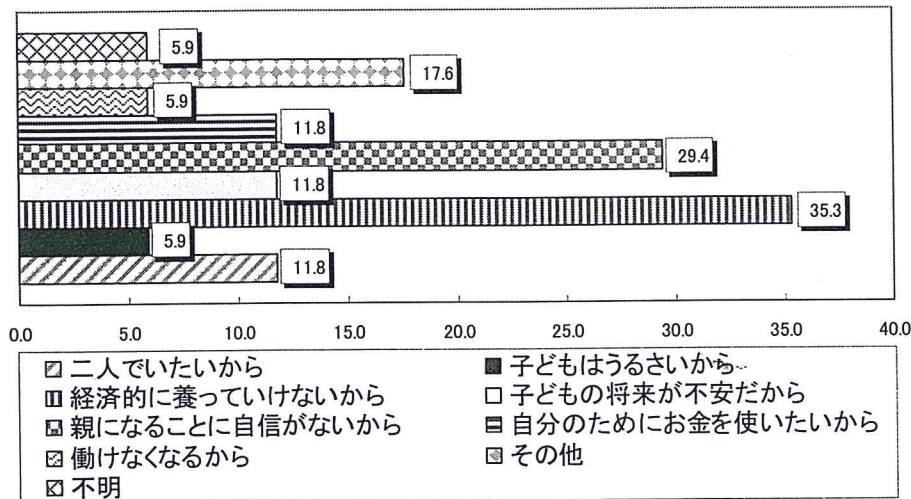 5.9
17.6
5.9
11.8
29.4
11.8
35.3
5.9
11.8
0.0 5.0 10.0 15.0 20.0 25.0 30.0 35.0 40.0
二人でいたいから 子どもはうるさいから
経済的に養っていけないから 子どもの将来が不安だから
親になることに自信がないから 自分のためにお金を使いたいから
働けなくなるから その他
不明